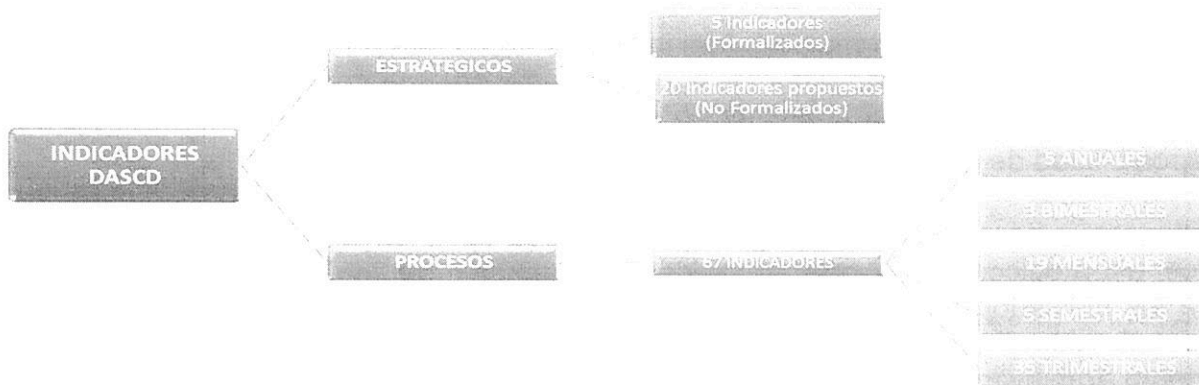 5 Indicadores
(Formalizados)
ESTRATEGICOS
20 Indicadores propuestos
(No Formalizados)
INDICADORES
DASCD
5 ANUALES
3 BIMESTRALES
PROCESOS
67 INDICADORES
19 MENSUALES
5 SEMESTRALES
35 TRIMESTRALES